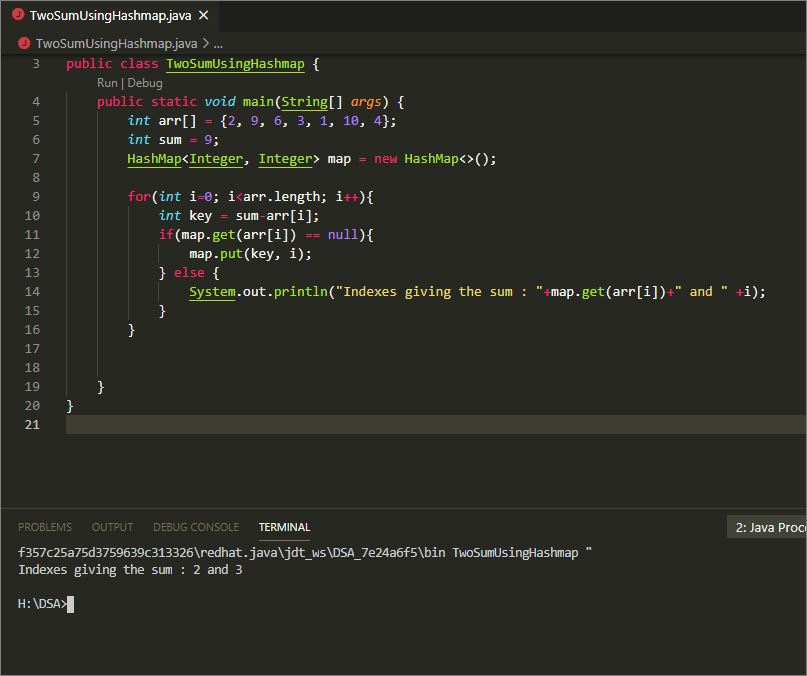 TwoSumUsingHashmap.java ✕
TwoSumUsingHashmap.java > ...
3 public class TwoSumUsingHashmap {
Run | Debug
4 public static void main(String[] args) {
5 int arr[] = {2, 9, 6, 3, 1, 10, 4};
6 int sum = 9;
7 HashMap<Integer, Integer> map = new HashMap<>();
8
9 for(int i=0; i<arr.length; i++){
10 int key = sum-arr[i];
11 if(map.get(arr[i]) == null){
12 map.put(key, i);
13 } else {
14 System.out.println("Indexes giving the sum : "+map.get(arr[i])+" and " +i);
15 }
16 }
17
18
19 }
20 }
21
PROBLEMS OUTPUT DEBUG CONSOLE TERMINAL 2: Java Proce
f357c25a75d3759639c313326\redhat.java\jdt_ws\DSA_7e24a6f5\bin TwoSumUsingHashmap "
Indexes giving the sum : 2 and 3
H:\DSA>